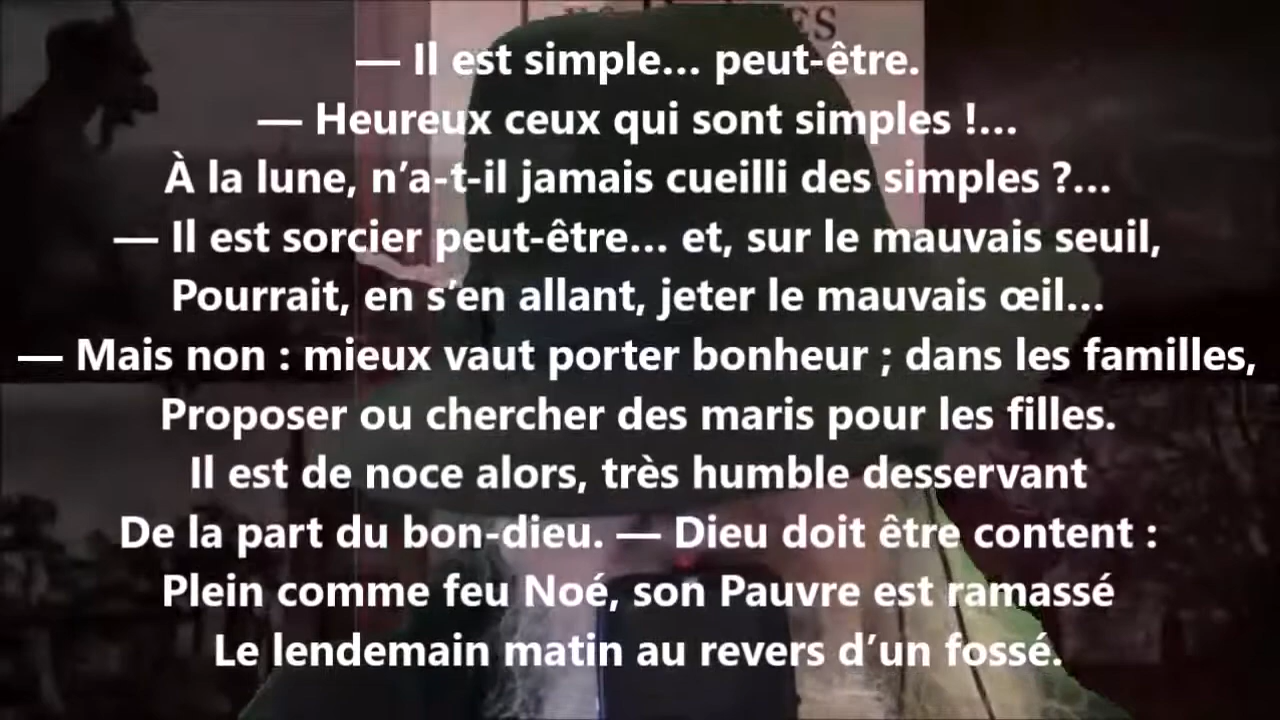 — Il est simple… peut-être.
— Heureux ceux qui sont simples !…
À la lune, n’a-t-il jamais cueilli des simples ?…
— Il est sorcier peut-être… et, sur le mauvais seuil,
Pourrait, en s’en allant, jeter le mauvais œil…
— Mais non : mieux vaut porter bonheur ; dans les familles,
Proposer ou chercher des maris pour les filles.
Il est de noce alors, très humble desservant
De la part du bon-dieu. — Dieu doit être content :
Plein comme feu Noé, son Pauvre est ramassé
Le lendemain matin au revers d’un fossé.